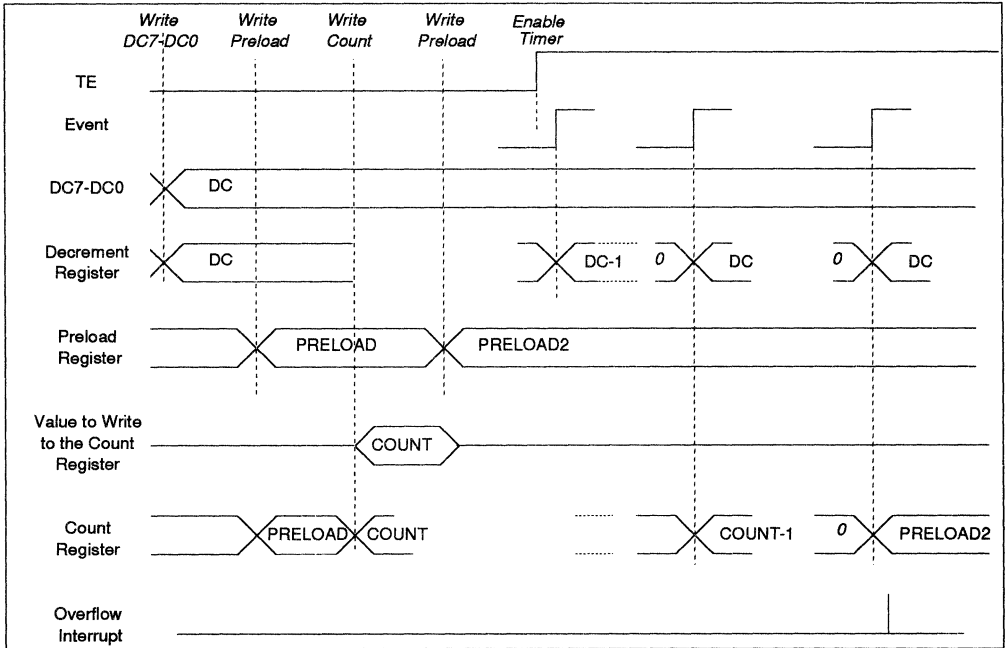 Write Write Write Write Enable
DC7-DC0 Preload Count Preload Timer
TE
Event
DC7-DC0 DC
Decrement DC DC-1 0 DC 0 DC
Register
Preload PRELOAD PRELOAD2
Register
Value to Write
to the Count COUNT
Register
Count PRELOAD COUNT COUNT-1 0 PRELOAD2
Register
Overflow
Interrupt